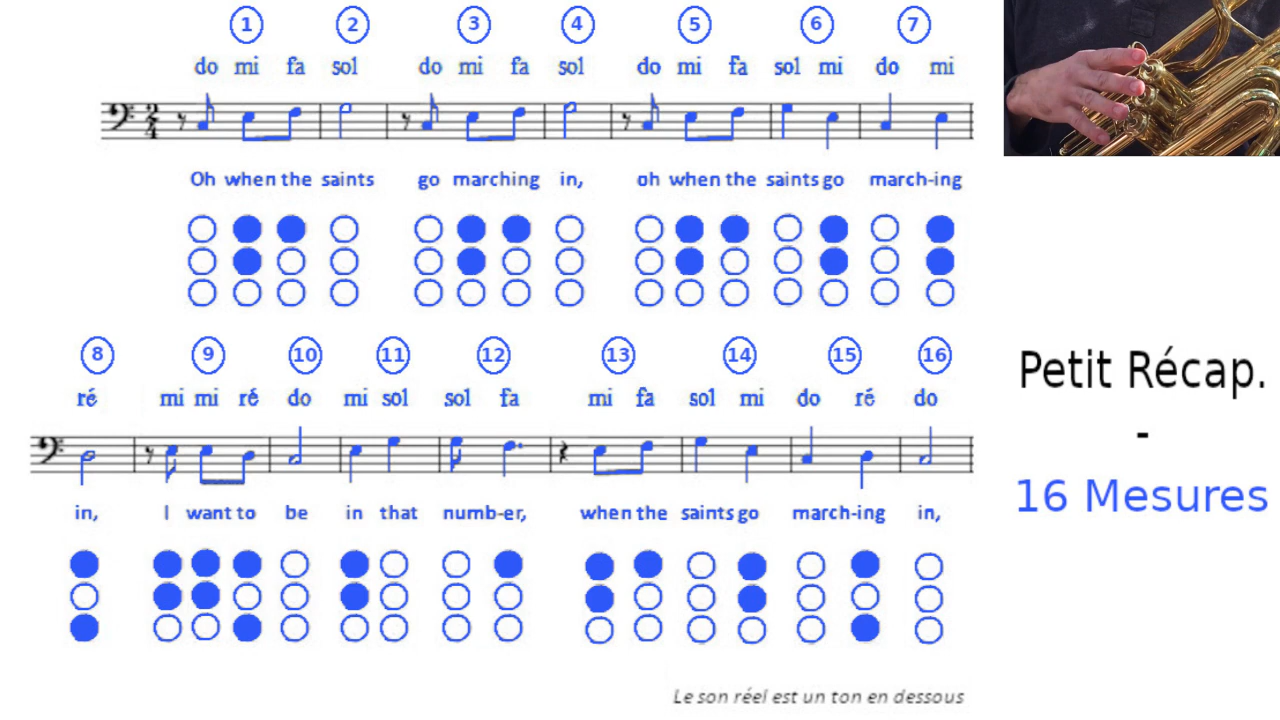 1 2 3 4 5 6 7
do mi fa sol do mi fa sol do mi fa sol mi do mi
2 4
Oh when the saints go marching in, oh when the saints go march-ing
8 9 10 11 12 13 14 15 16
ré mi mi ré do mi sol sol fa mi fa sol mi do ré do
in, I want to be in that numb-er, when the saints go march-ing in,
Petit Récap.
-
16 Mesures
Le son réel est un ton en dessous